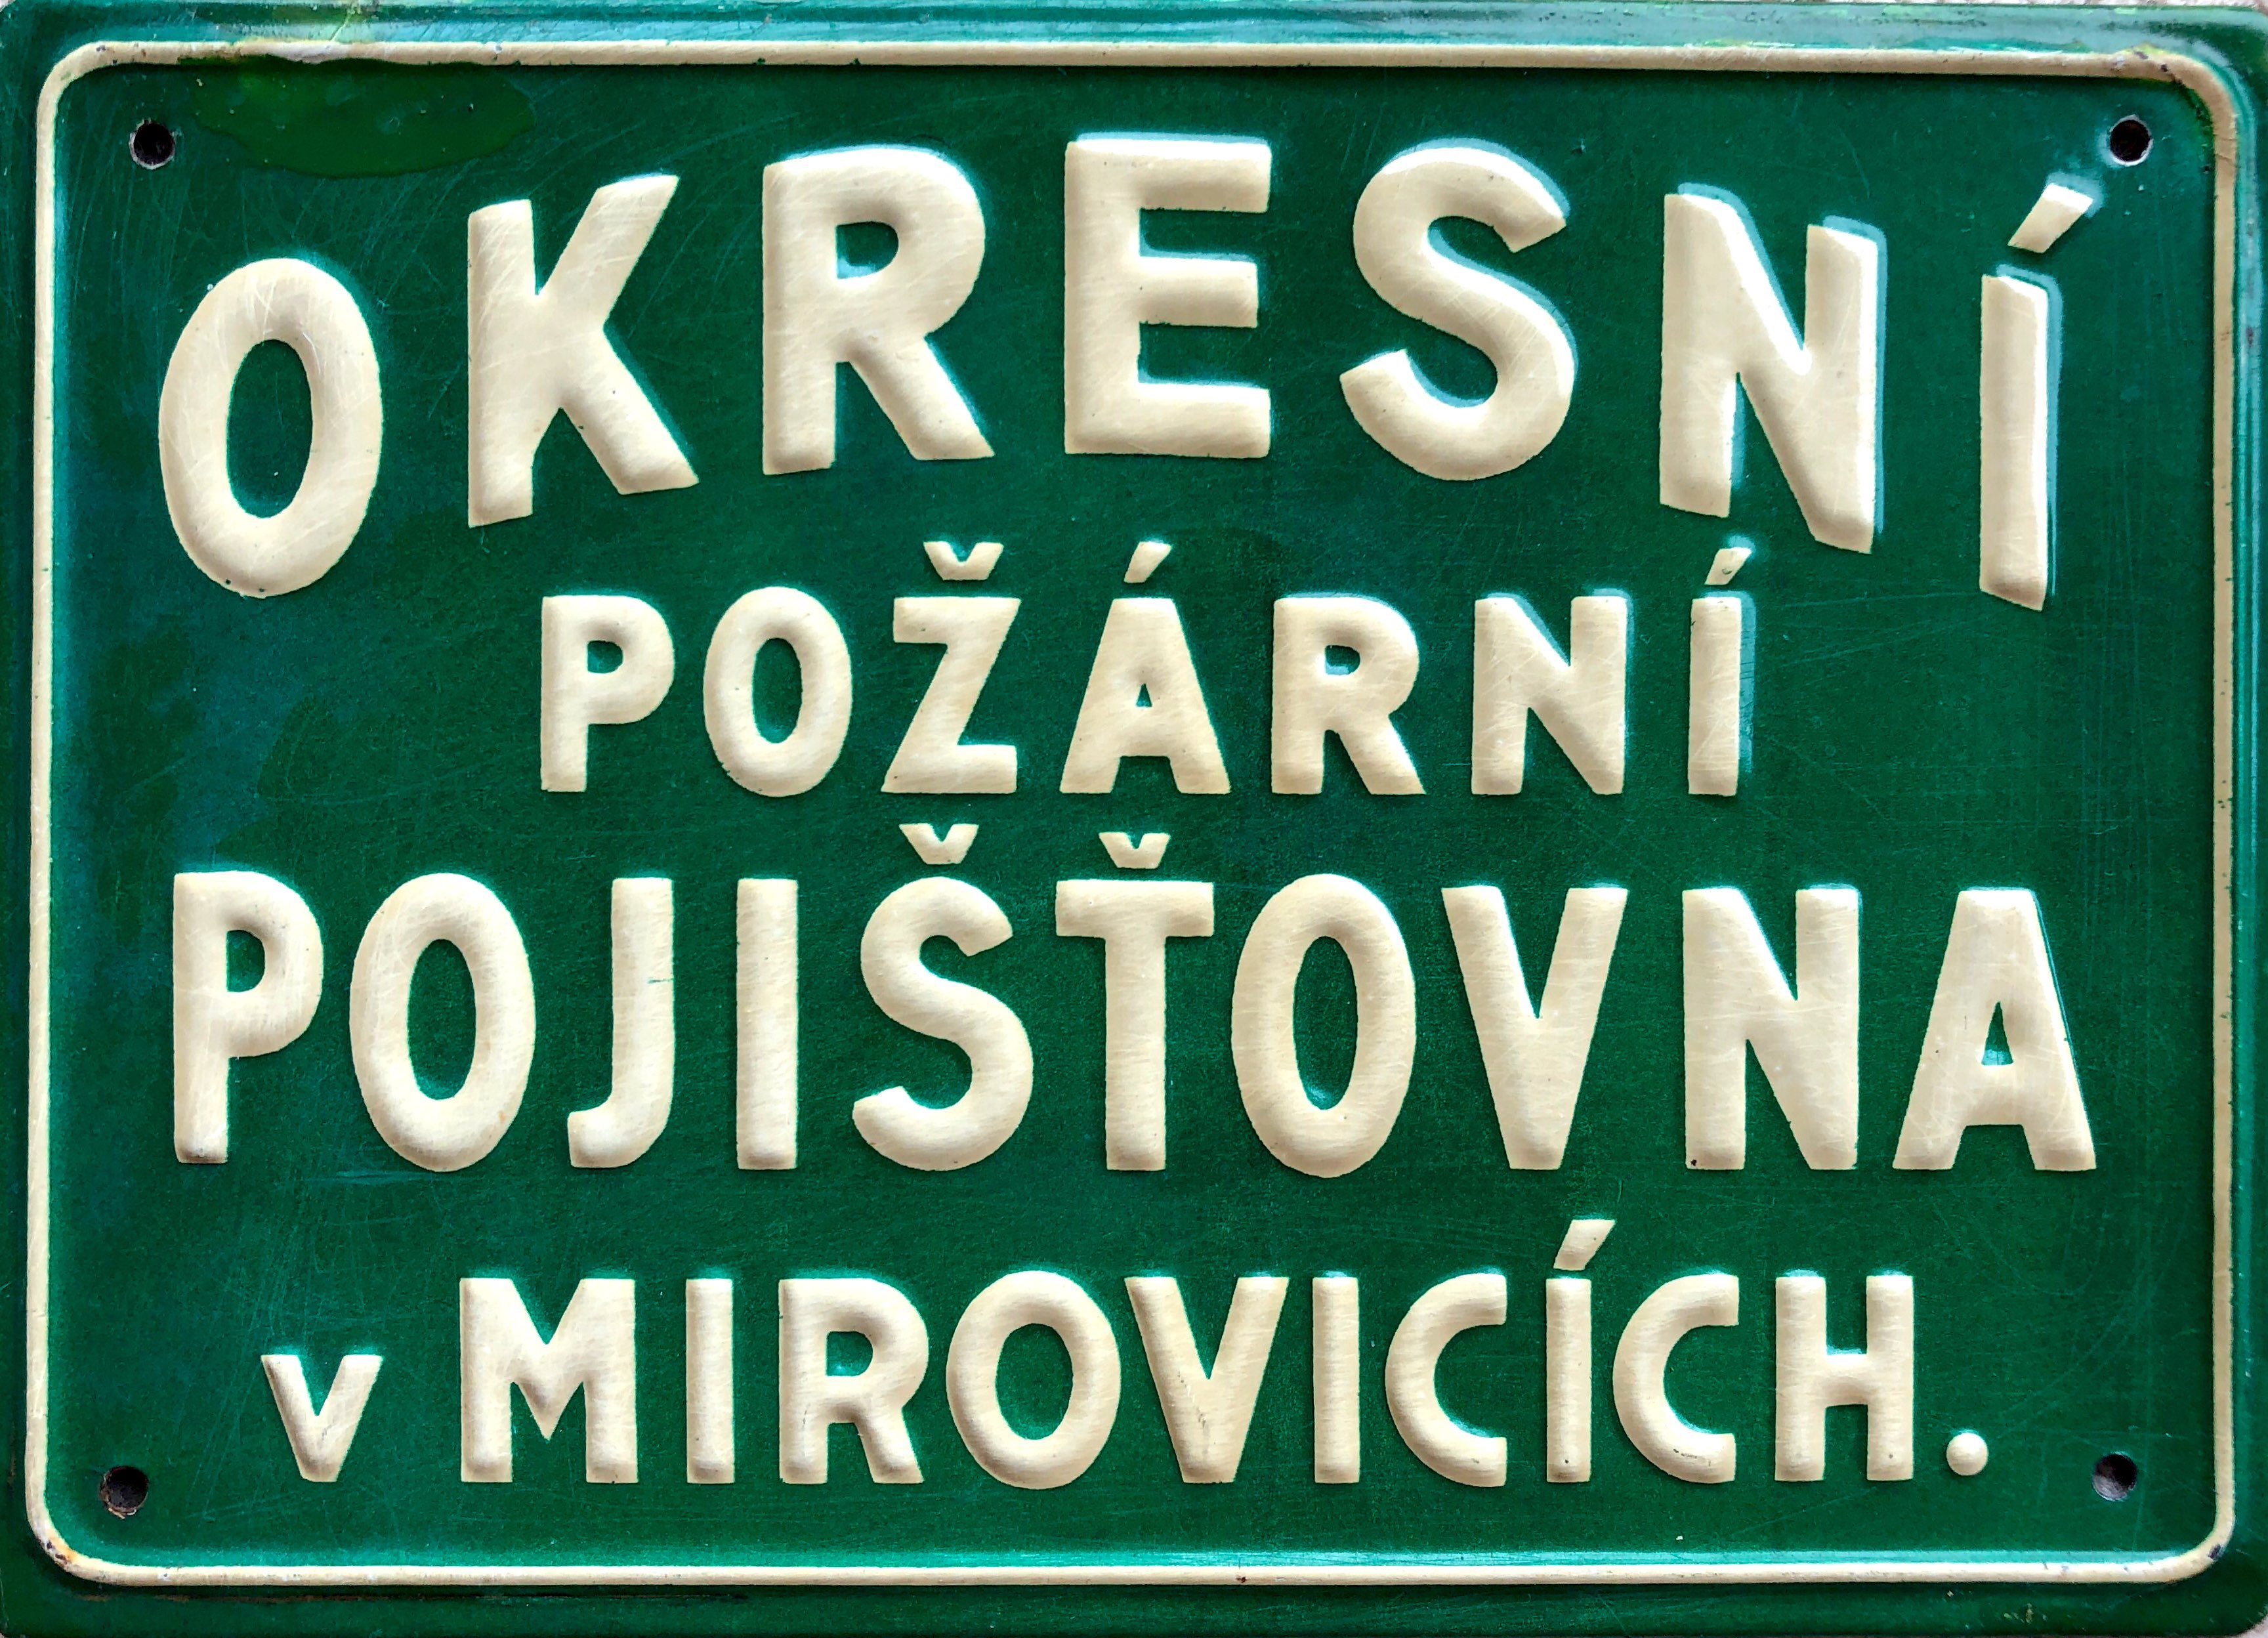 OKRESNÍ
POŽÁRNÍ
POJIŠŤOVNA
v MIROVICÍCH.